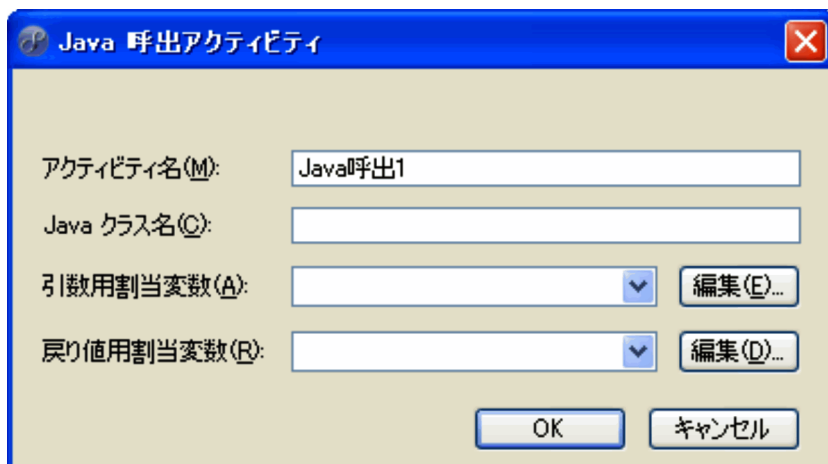 Java 呼出アクティビティ
アクティビティ名(M): Java呼出1
Java クラス名(C):
引数用割当変数(A): 編集(E)...
戻り値用割当変数(R): 編集(D)...
OK キャンセル